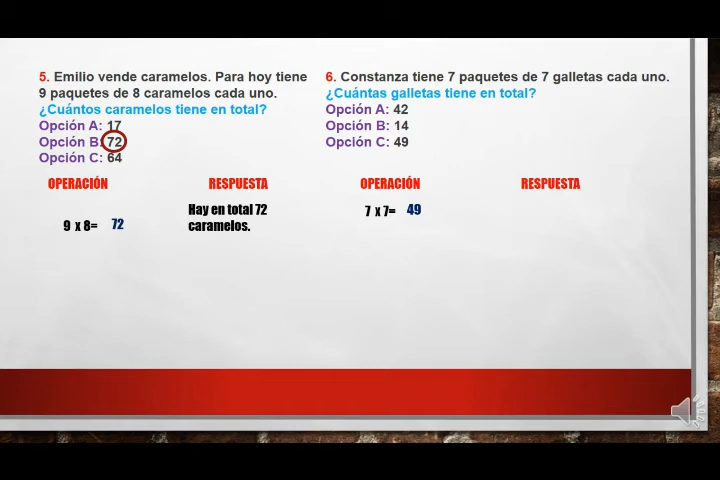 5. Emilio vende caramelos. Para hoy tiene
9 paquetes de 8 caramelos cada uno.
¿Cuántos caramelos tiene en total?
Opción A: 17
Opción B: 72
Opción C: 64
OPERACIÓN
RESPUESTA
9 x 8= 72
Hay en total 72
caramelos.
6. Constanza tiene 7 paquetes de 7 galletas cada uno.
¿Cuántas galletas tiene en total?
Opción A: 42
Opción B: 14
Opción C: 49
OPERACIÓN
RESPUESTA
7 x 7= 49